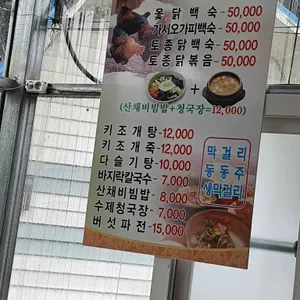 옻닭백숙-50,000
가시오가피백숙-50,000
토종닭백숙-50,000
토종닭볶음-50,000
(산채비빔밥+청국장=12,000)
키조개탕-12,000
키조개죽-12,000
다슬기탕-10,000
바지락칼국수-7,000
산채비빔밥-8,000
수제청국장-7,000
버섯파전-15,000
막걸리
동동주
생막걸리